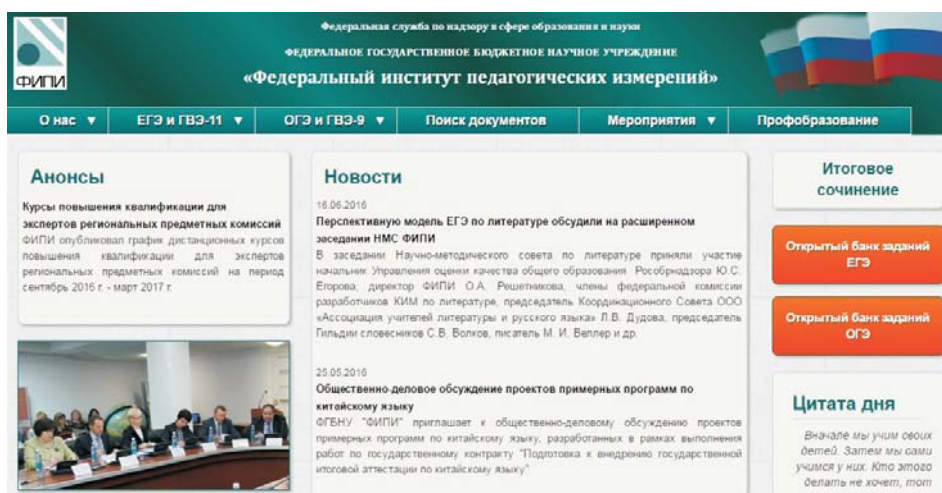 Федеральная служба по надзору в сфере образования и науки
ФЕДЕРАЛЬНОЕ ГОСУДАРСТВЕННОЕ БЮДЖЕТНОЕ НАУЧНОЕ УЧРЕЖДЕНИЕ
«Федеральный институт педагогических измерений»
ФИПИ
О нас ▼ ЕГЭ и ГВЭ-11 ▼ ОГЭ и ГВЭ-9 ▼ Поиск документов Мероприятия ▼ Профобразование
Анонсы
Курсы повышения квалификации для
экспертов региональных предметных комиссий
ФИПИ опубликовал график дистанционных курсов
повышения квалификации для экспертов
региональных предметных комиссий на период
сентябрь 2016 г. - март 2017 г.
Новости
16.06.2016
Перспективную модель ЕГЭ по литературе обсудили на расширенном
заседании НМС ФИПИ
В заседании Научно-методического совета по литературе приняли участие
начальник Управления оценки качества общего образования Рособрнадзора Ю.С.
Егорова, директор ФИПИ О.А. Решетникова, члены федеральной комиссии
разработчиков КИМ по литературе, председатель Координационного Совета ООО
«Ассоциация учителей литературы и русского языка» Л.В. Дудова, председатель
Гильдии словесников С.В. Волков, писатель М. И. Веллер и др.
25.05.2016
Общественно-деловое обсуждение проектов примерных программ по
китайскому языку
ФГБНУ "ФИПИ" приглашает к общественно-деловому обсуждению проектов
примерных программ по китайскому языку, разработанных в рамках выполнения
работ по государственному контракту "Подготовка к внедрению государственной
итоговой аттестации по китайскому языку"
Итоговое
сочинение
Открытый банк заданий
ЕГЭ
Открытый банк заданий
ОГЭ
Цитата дня
Вначале мы учим своих
детей. Затем мы сами
учимся у них. Кто этого
делать не хочет, тот